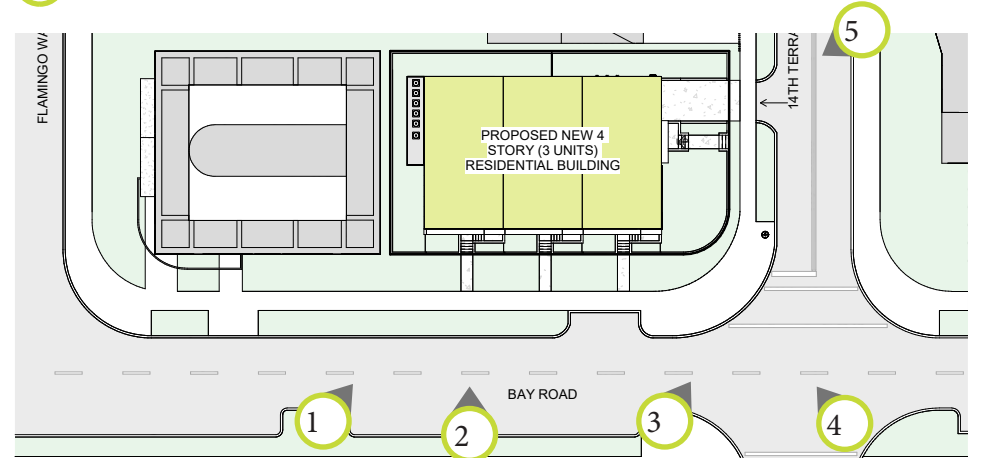 FLAMINGO WA
5
14TH TERRA
PROPOSED NEW 4
STORY (3 UNITS)
RESIDENTIAL BUILDING
BAY ROAD
1
2
3
4